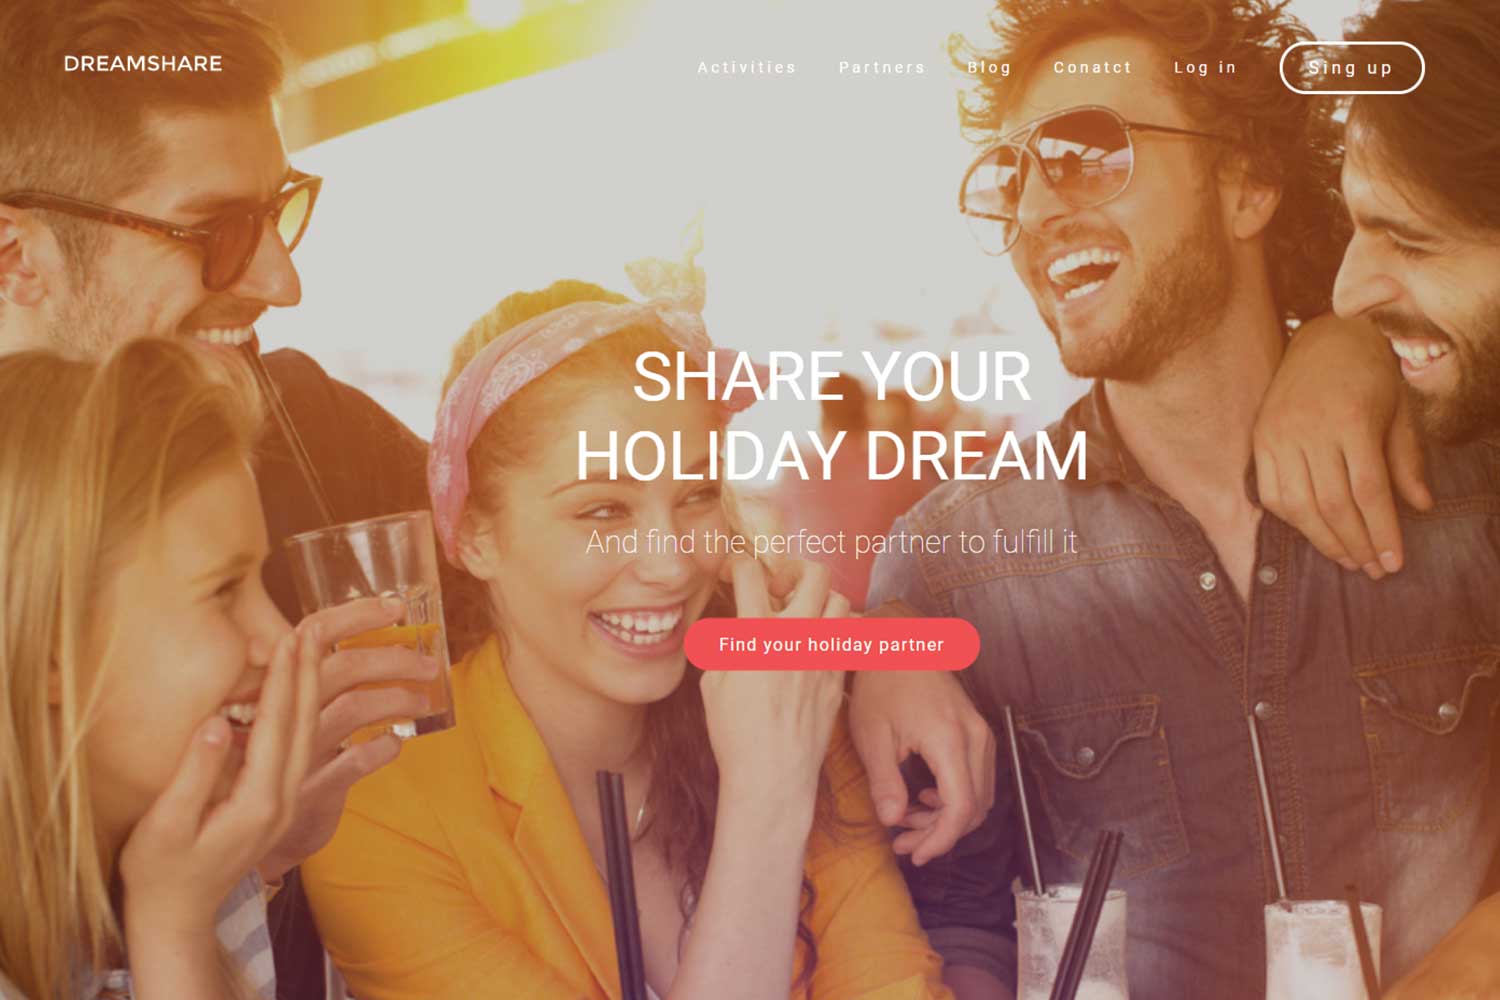 DREAMSHARE
Activities Partners Blog Conatct Log in Sing up
SHARE YOUR
HOLIDAY DREAM
And find the perfect partner to fulfill it
Find your holiday partner